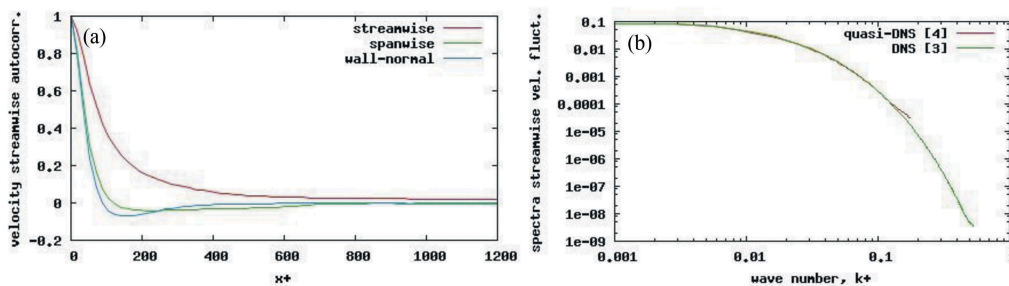 (a)
velocity streamwise autocorr.
1
0.8
0.6
0.4
0.2
0
-0.2
streamwise
spanwise
wall-normal
0 200 400 600 800 1000 1200
x+
(b)
spectra streamwise vel. fluct.
0.1
0.01
0.001
0.0001
1e-05
1e-06
1e-07
1e-08
1e-09
quasi-DNS [4]
DNS [3]
0.001 0.01 0.1
wave number, k+